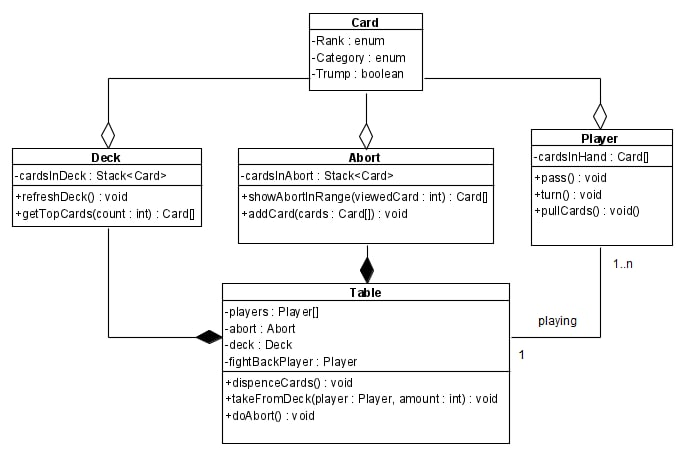 Card
-Rank : enum
-Category : enum
-Trump : boolean
Deck
-cardsInDeck : Stack<Card>
+refreshDeck() : void
+getTopCards(count : int) : Card[]
Abort
-cardsInAbort : Stack<Card>
+showAbortInRange(viewedCard : int) : Card[]
+addCard(cards : Card[]) : void
Player
-cardsInHand : Card[]
+pass() : void
+turn() : void
+pullCards() : void()
1..n
playing
1
Table
-players : Player[]
-abort : Abort
-deck : Deck
-fightBackPlayer : Player
+dispenceCards() : void
+takeFromDeck(player : Player, amount : int) : void
+doAbort() : void